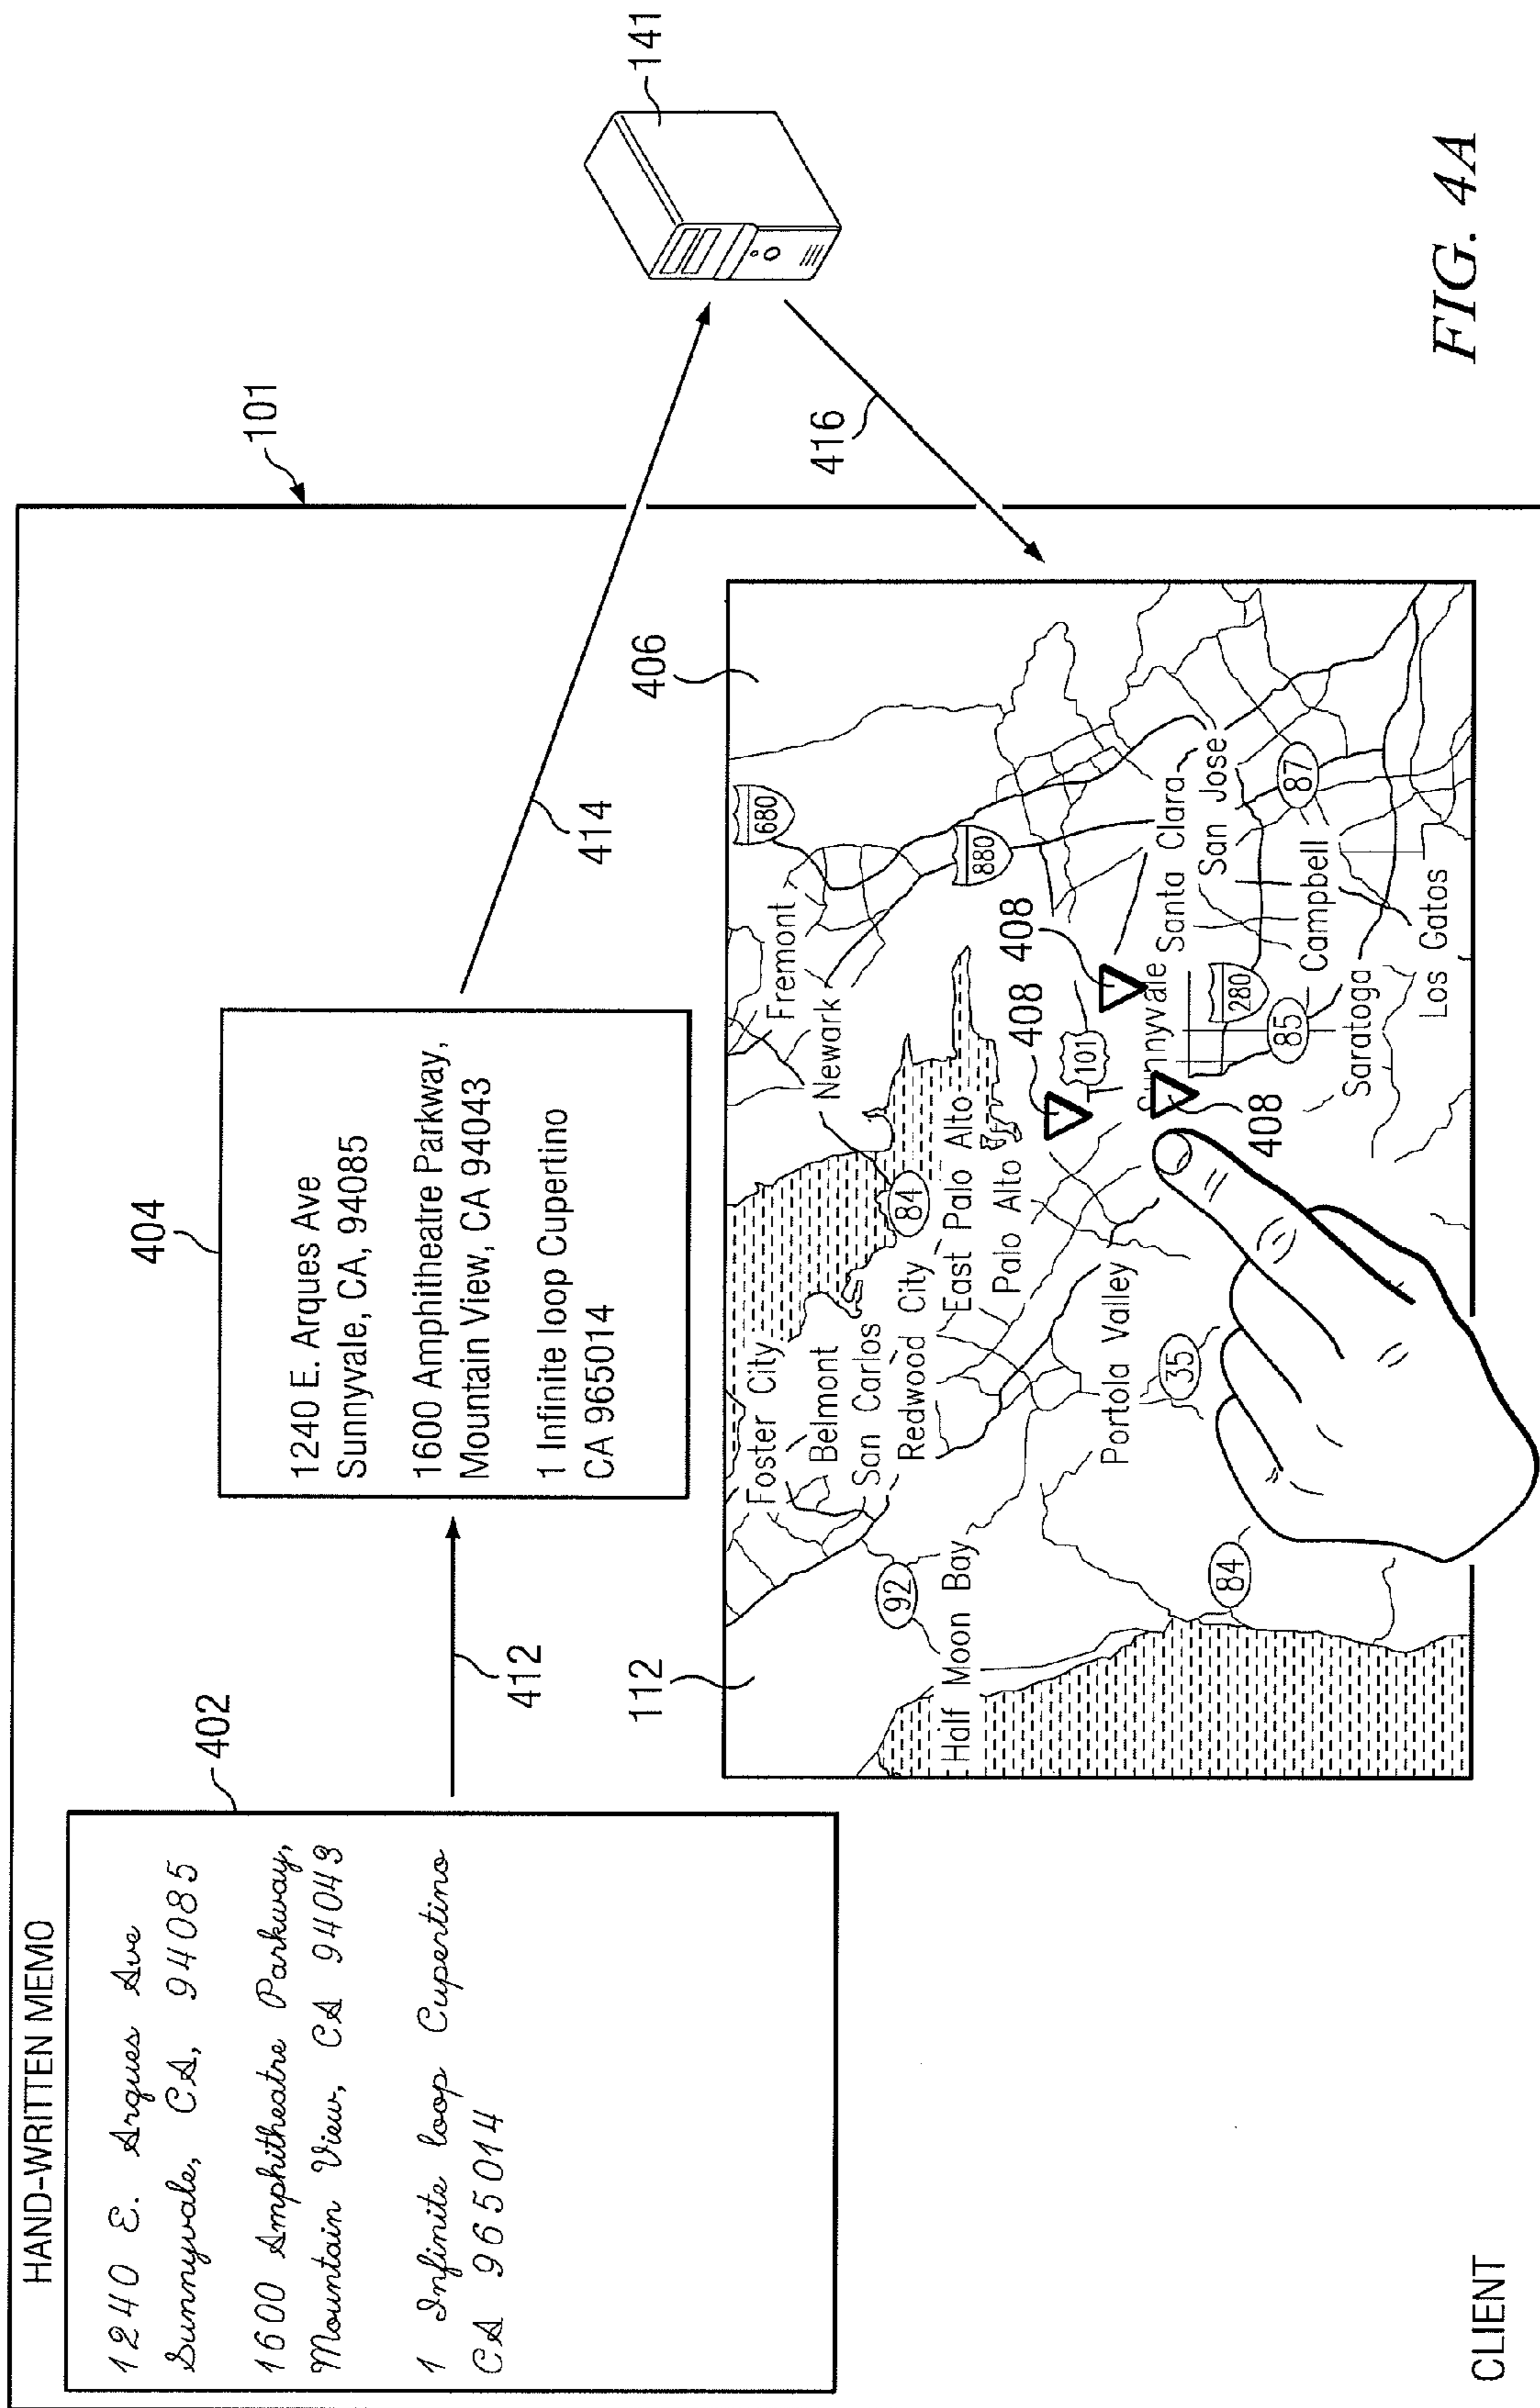 HAND-WRITTEN MEMO
1240 E. Arques Ave
Sunnyvale, CA, 94085
1600 Amphitheatre Parkway,
Mountain View, CA 94043
1 Infinite loop Cupertino
CA 965014
402
412
404
1240 E. Arques Ave
Sunnyvale, CA, 94085
1600 Amphitheatre Parkway,
Mountain View, CA 94043
1 Infinite loop Cupertino
CA 965014
414
101
141
416
112
406
Foster City
Belmont
San Carlos
Redwood City
East Palo Alto
Palo Alto
Portola Valley
Half Moon Bay
Newark
Fremont
Sunnyvale
Santa Clara
San Jose
Campbell
Saratoga
Los Gatos
92
84
35
84
101
280
85
87
680
880
408
408
408
CLIENT
FIG. 4A